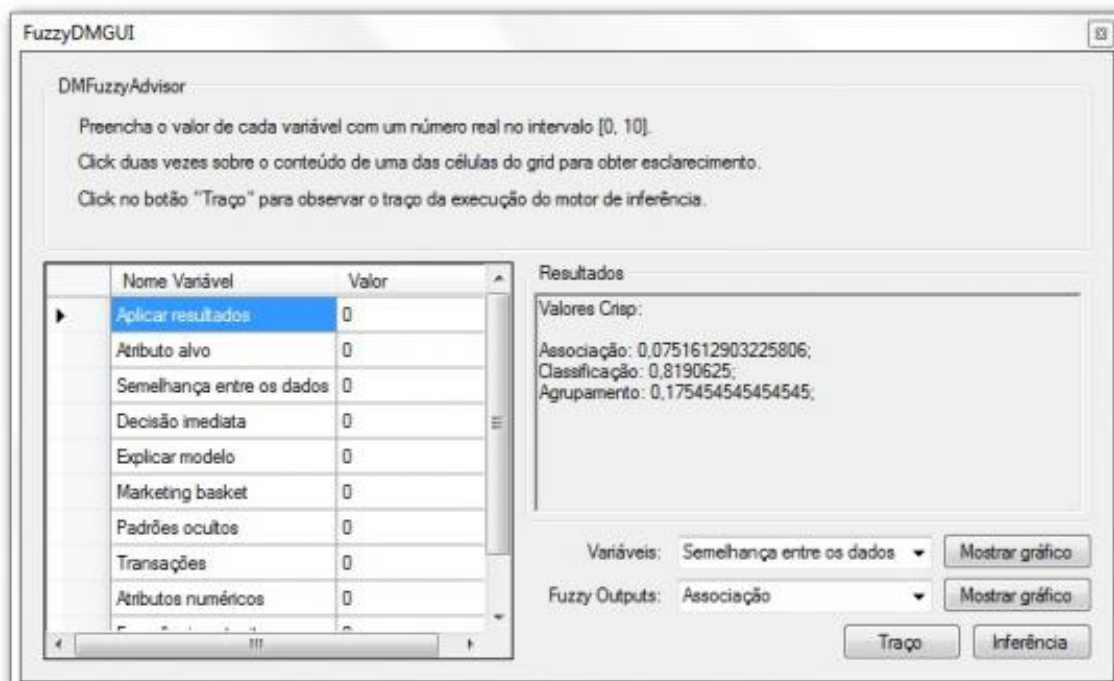 FuzzyDMGUI
DMFuzzyAdvisor
Preencha o valor de cada variável com um número real no intervalo [0, 10].
Click duas vezes sobre o conteúdo de uma das células do grid para obter esclarecimento.
Click no botão "Traço" para observar o traço da execução do motor de inferência.
Nome Variável Valor
Aplicar resultados 0
Atributo alvo 0
Semelhança entre os dados 0
Decisão imediata 0
Explicar modelo 0
Marketing basket 0
Padrões ocultos 0
Transações 0
Atributos numéricos 0
Resultados
Valores Crisp:
Associação: 0,0751612903225806;
Classificação: 0,8190625;
Agrupamento: 0,175454545454545;
Variáveis: Semelhança entre os dados Mostrar gráfico
Fuzzy Outputs: Associação Mostrar gráfico
Traço Inferência